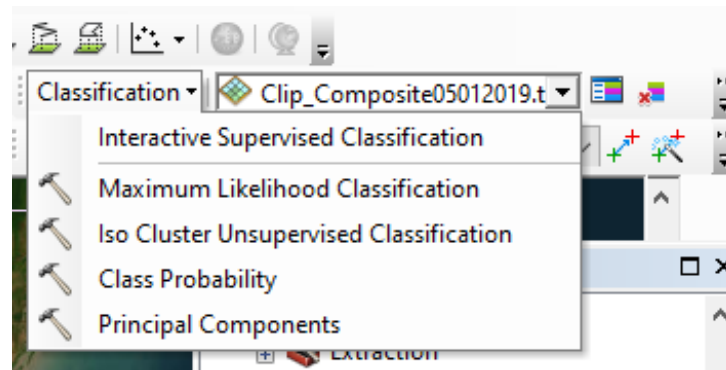 Classification
Clip_Composite05012019.t
Interactive Supervised Classification
Maximum Likelihood Classification
Iso Cluster Unsupervised Classification
Class Probability
Principal Components
Extraction